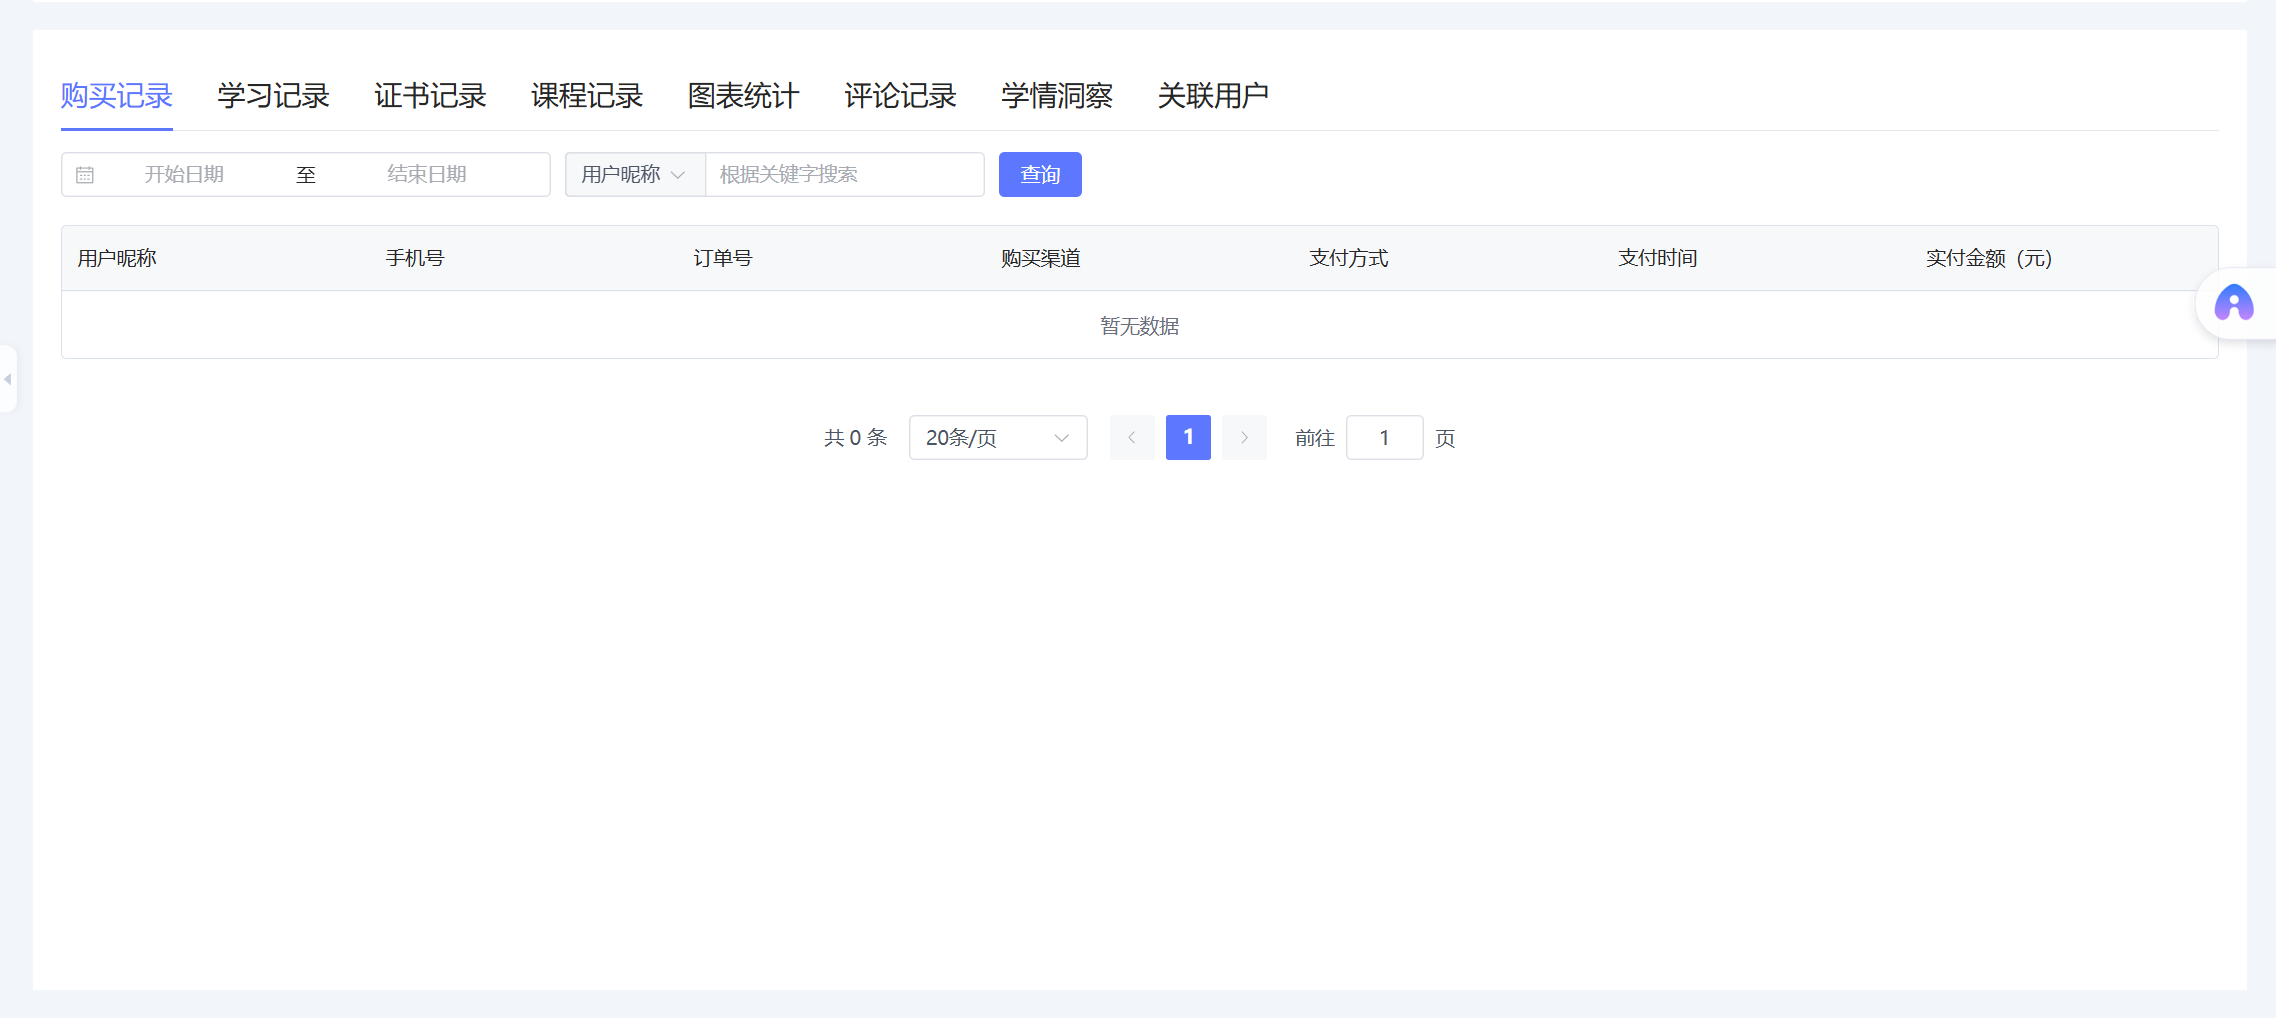 购买记录 学习记录 证书记录 课程记录 图表统计 评论记录 学情洞察 关联用户
开始日期 至 结束日期 用户昵称 根据关键字搜索 查询
用户昵称 手机号 订单号 购买渠道 支付方式 支付时间 实付金额（元）
暂无数据
共 0 条 20条/页 1 前往 1 页